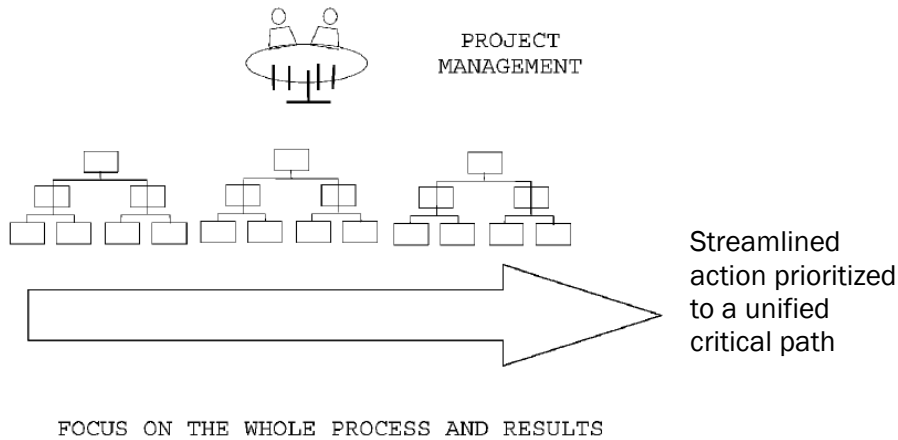 PROJECT
MANAGEMENT
Streamlined
action prioritized
to a unified
critical path
FOCUS ON THE WHOLE PROCESS AND RESULTS